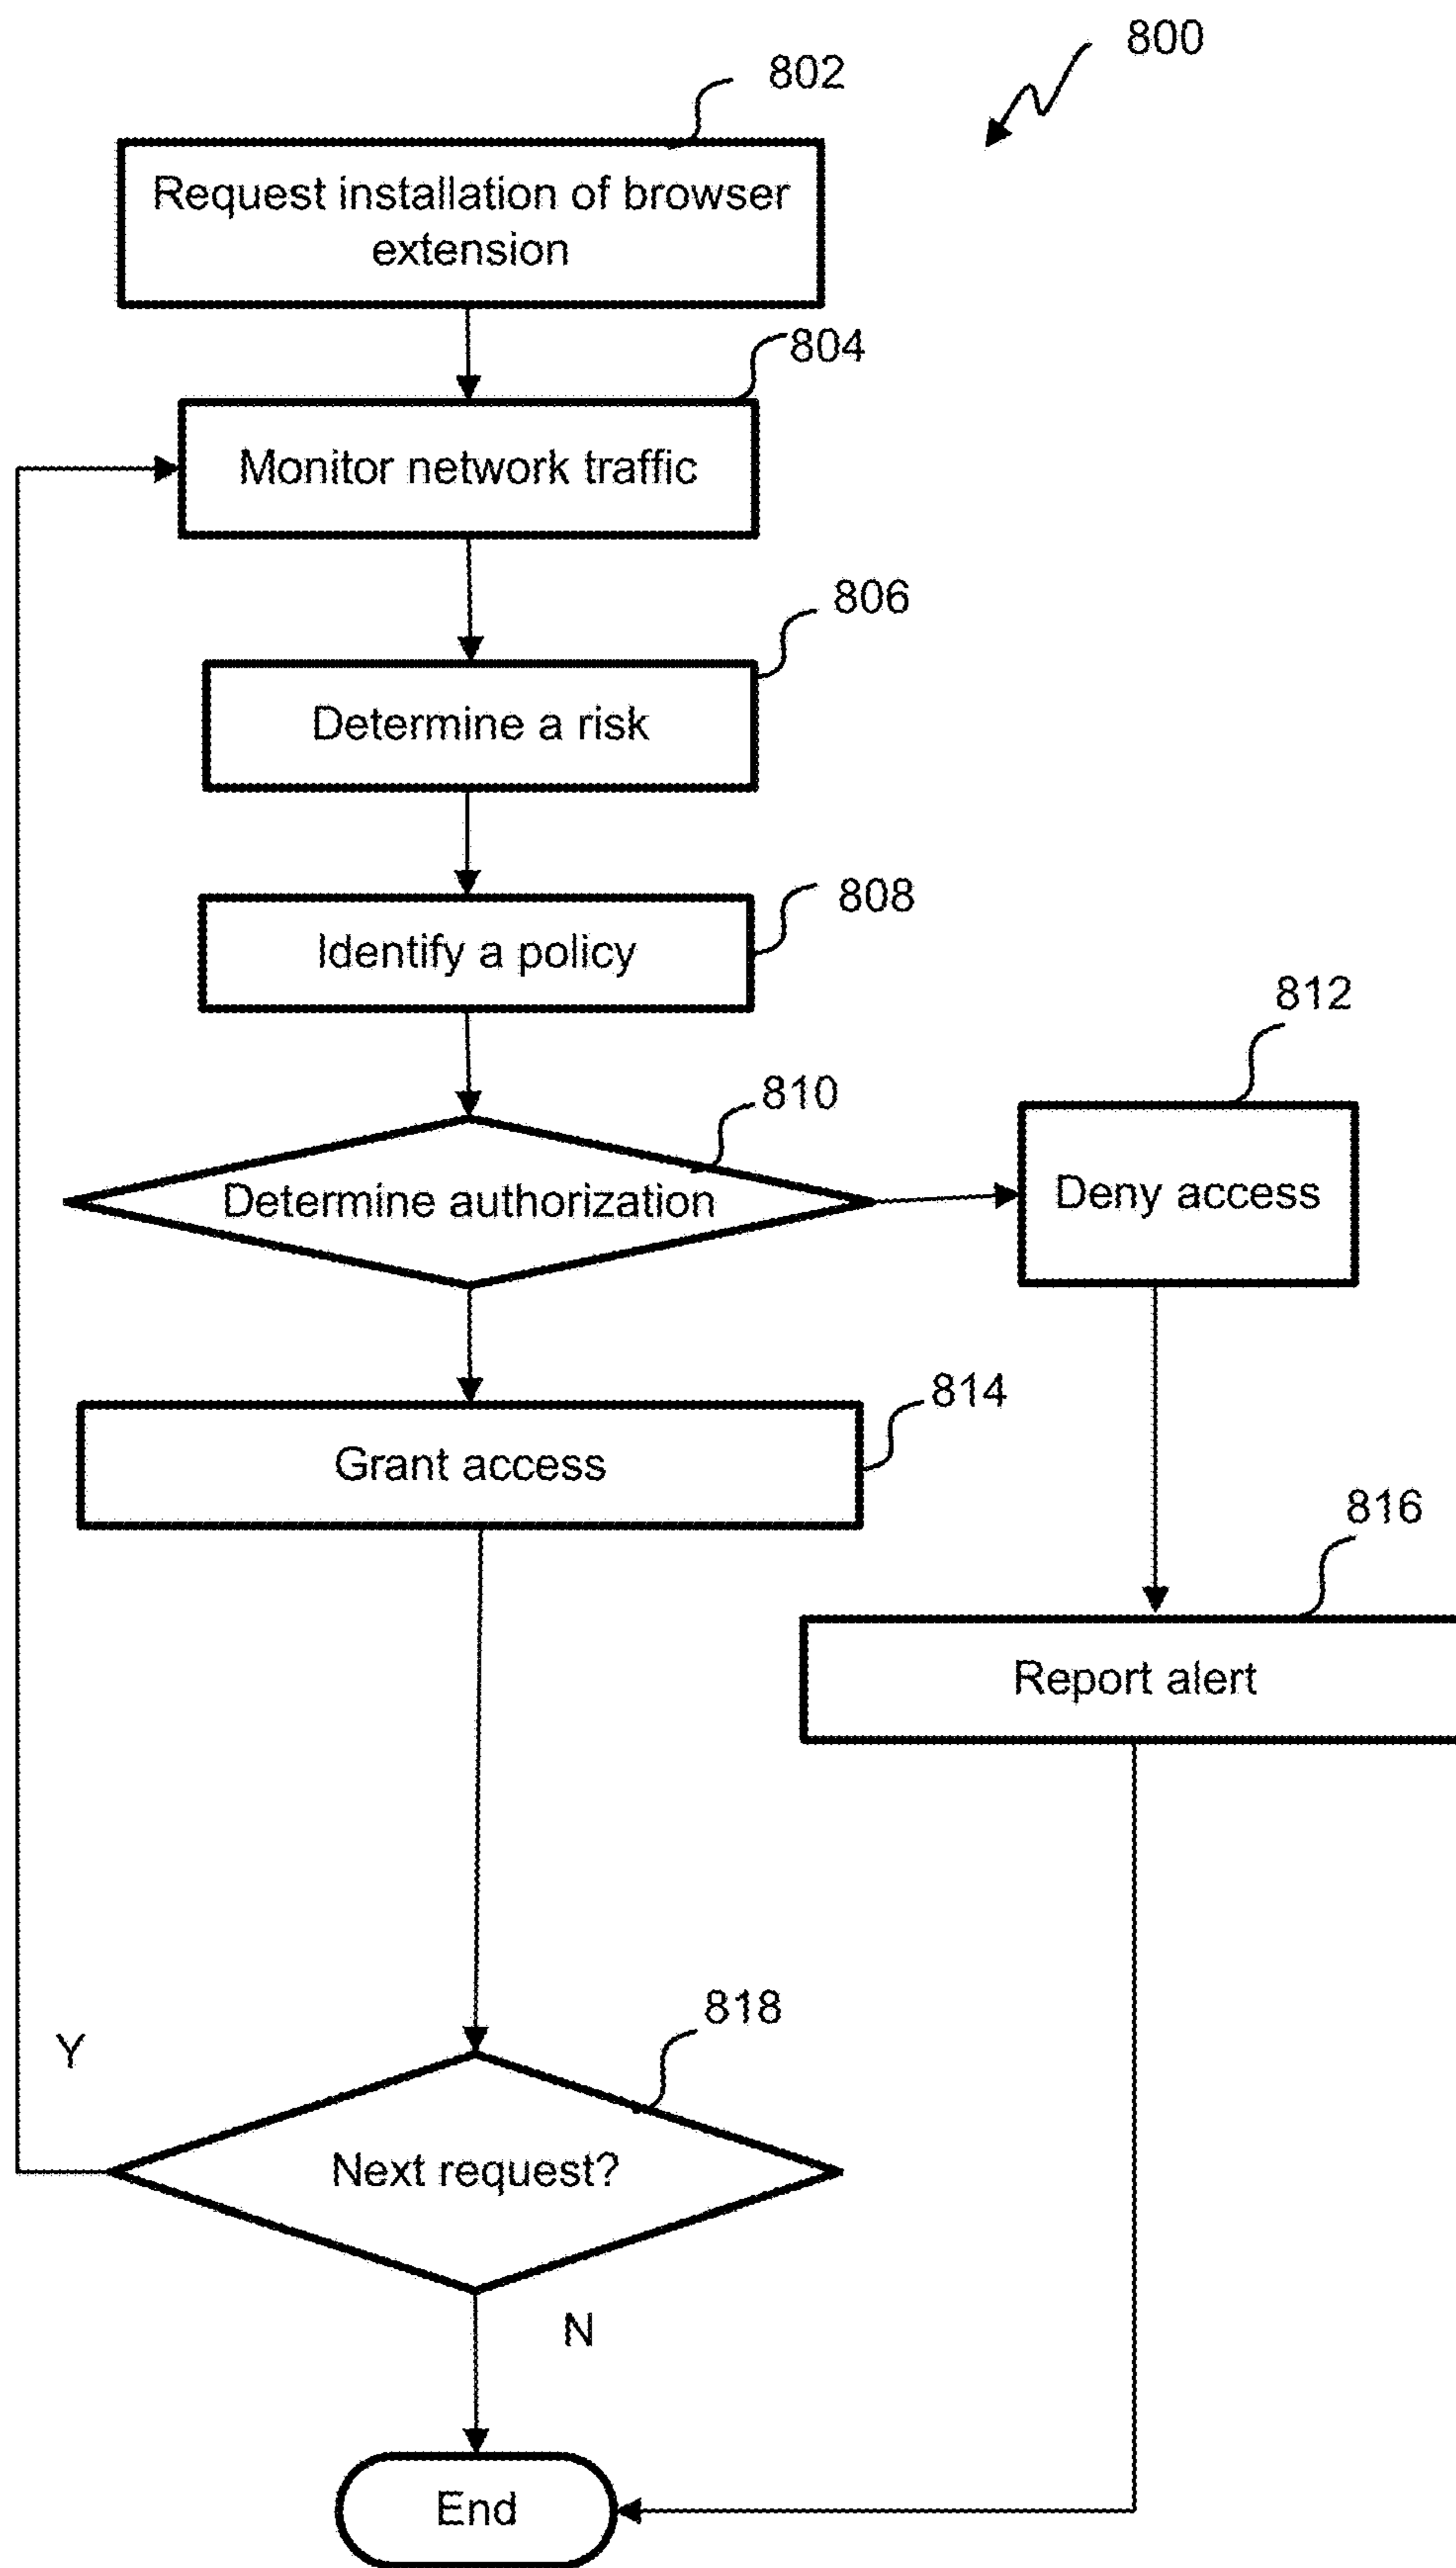 800
802
Request installation of browser
extension
804
Monitor network traffic
806
Determine a risk
808
Identify a policy
810
Determine authorization
812
Deny access
814
Grant access
816
Report alert
818
Y
Next request?
N
End